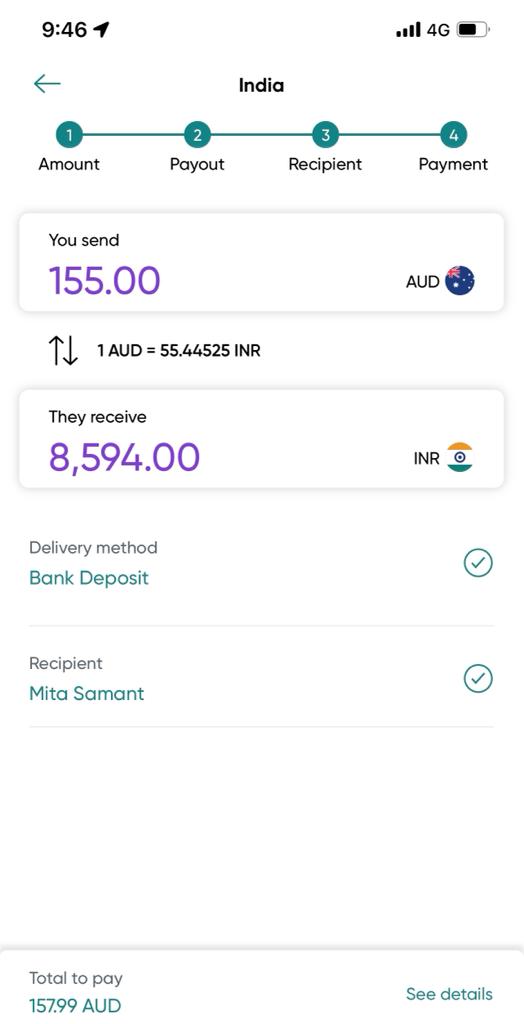 9:46 4G
India
1 2 3 4
Amount Payout Recipient Payment
You send
155.00 AUD
1 AUD = 55.44525 INR
They receive
8,594.00 INR
Delivery method
Bank Deposit
Recipient
Mita Samant
Total to pay
157.99 AUD See details